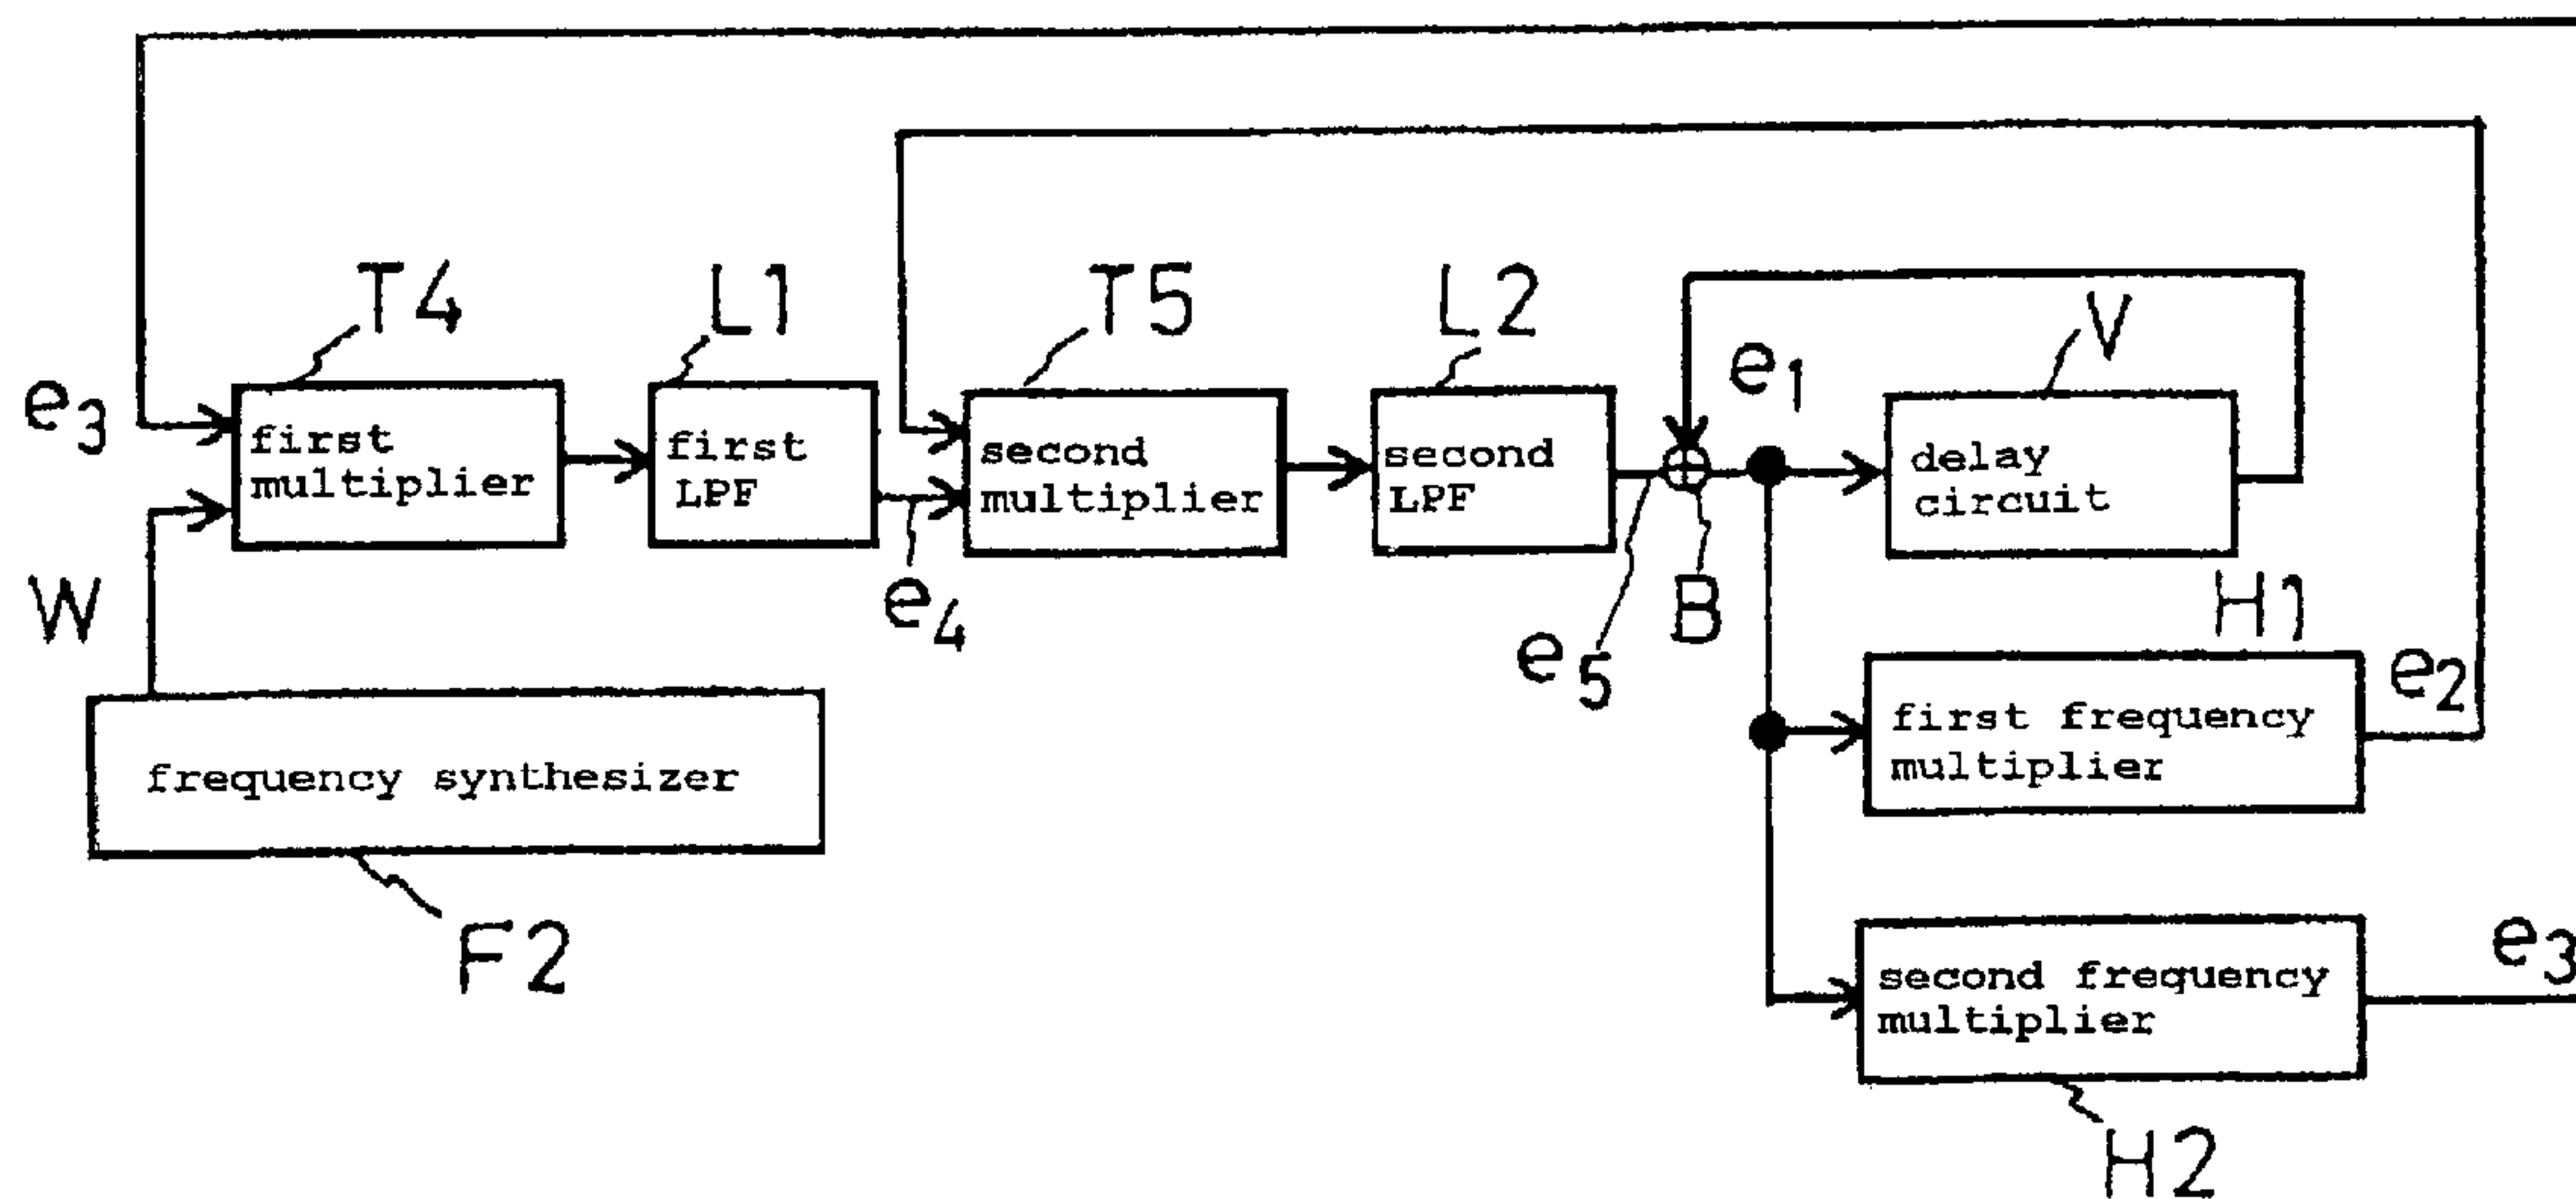 T4
L1
T5
L2
V
e1
e3
first
multiplier
first
LPF
second
multiplier
second
LPF
delay
circuit
W
e4
e5
B
H1
e2
frequency synthesizer
first frequency
multiplier
F2
second frequency
multiplier
e3
H2